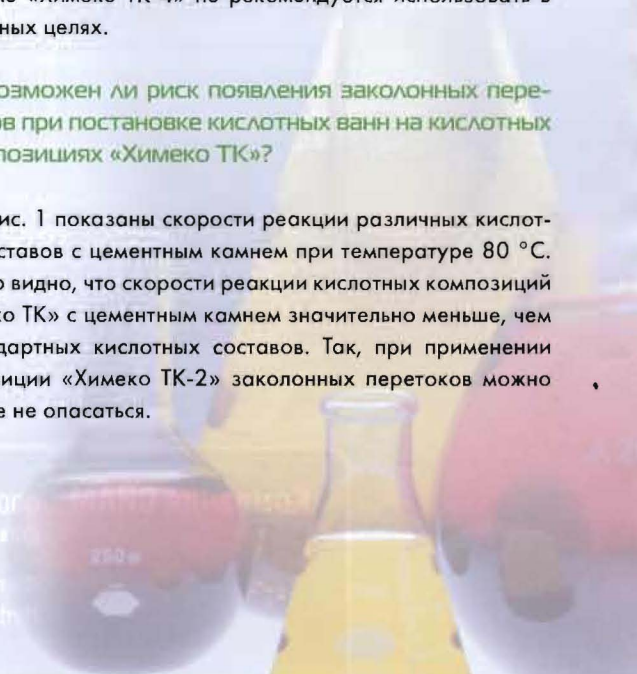 «Химеко ТК-4» не рекомендуется использовать в
ных целях.
озможен ли риск появления заколонных пере-
ов при постановке кислотных ванн на кислотных
позициях «Химеко ТК»?
ис. 1 показаны скорости реакции различных кислот-
ставов с цементным камнем при температуре 80 °С.
о видно, что скорости реакции кислотных композиций
ко ТК» с цементным камнем значительно меньше, чем
дартных кислотных составов. Так, при применении
иции «Химеко ТК-2» заколонных перетоков можно
е не опасаться.
250